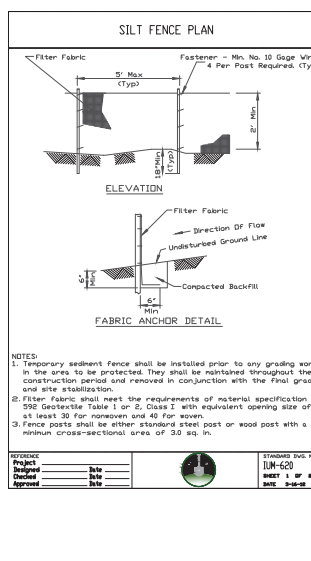 SILT FENCE PLAN
Filter Fabric
Fastener - Min. No. 10 Gage Wir
4 Per Post Required. (Ty
5' Max
(Typ)
2' Min
18"Min
(Typ)
ELEVATION
Filter Fabric
Direction Of Flow
Undisturbed Ground Line
6"
Min
Compacted Backfill
6"
Min
FABRIC ANCHOR DETAIL
NOTES:
1. Temporary sediment fence shall be installed prior to any grading wor
in the area to be protected. They shall be maintained throughout the
construction period and removed in conjunction with the final grad
and site stabilization.
2. Filter fabric shall meet the requirements of material specification
592 Geotextile Table 1 or 2, Class I with equivalent opening size of
at least 30 for nonwoven and 40 for woven.
3. Fence posts shall be either standard steel post or wood post with a
minimum cross-sectional area of 3.0 sq. in.
REFERENCE
Project
Designed Date
Checked Date
Approved Date
STANDARD DWG. N
IUM-620
SHEET 1 OF
DATE